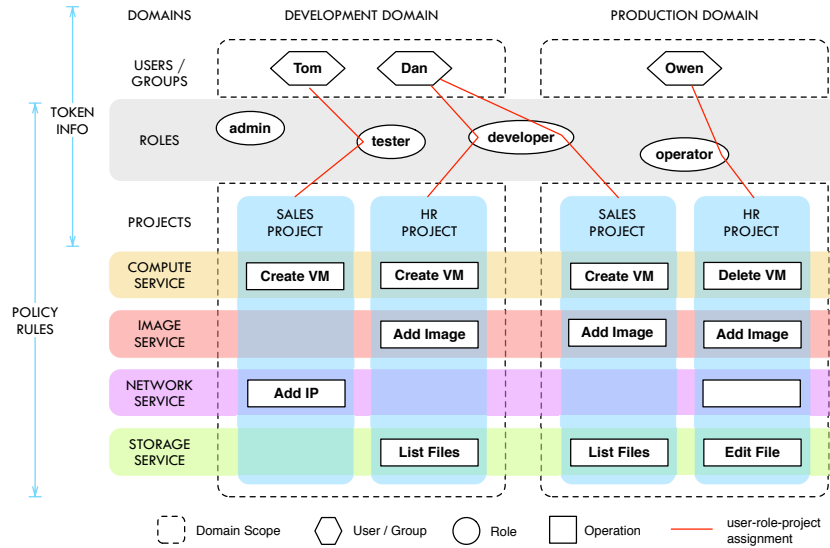 DOMAINS
DEVELOPMENT DOMAIN
PRODUCTION DOMAIN
USERS /
GROUPS
Tom
Dan
Owen
TOKEN
INFO
ROLES
admin
tester
developer
operator
PROJECTS
SALES
PROJECT
HR
PROJECT
SALES
PROJECT
HR
PROJECT
COMPUTE
SERVICE
Create VM
Create VM
Create VM
Delete VM
POLICY
RULES
IMAGE
SERVICE
Add Image
Add Image
Add Image
NETWORK
SERVICE
Add IP
STORAGE
SERVICE
List Files
List Files
Edit File
Domain Scope
User / Group
Role
Operation
user-role-project
assignment